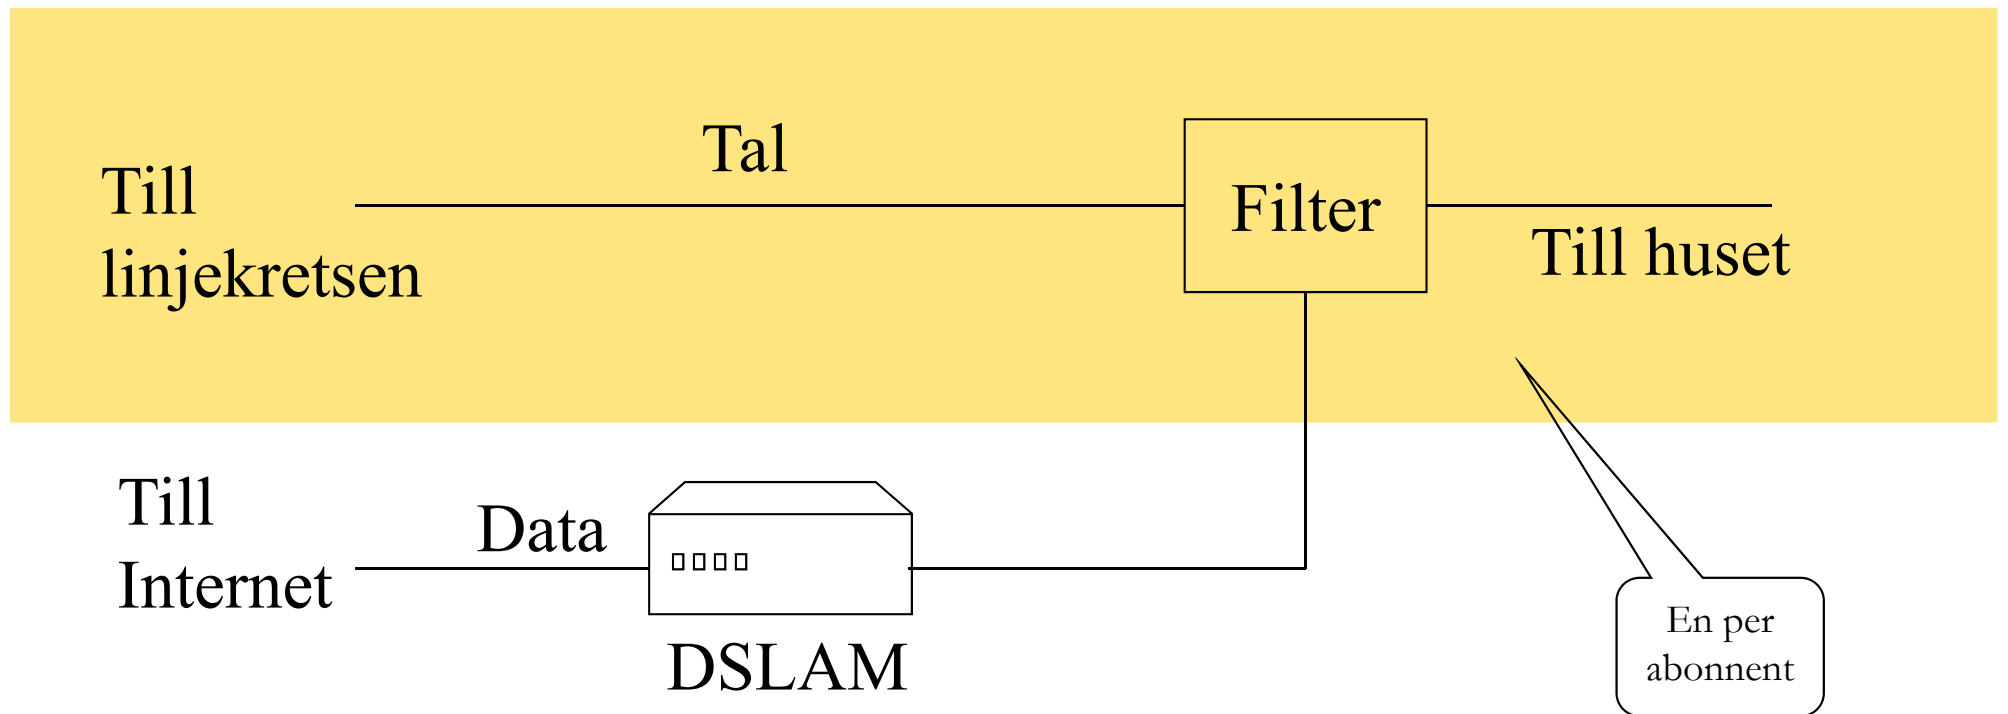 Tal
Till
linjekretsen
Filter
Till huset
Till
Internet
Data
DSLAM
En per
abonnent